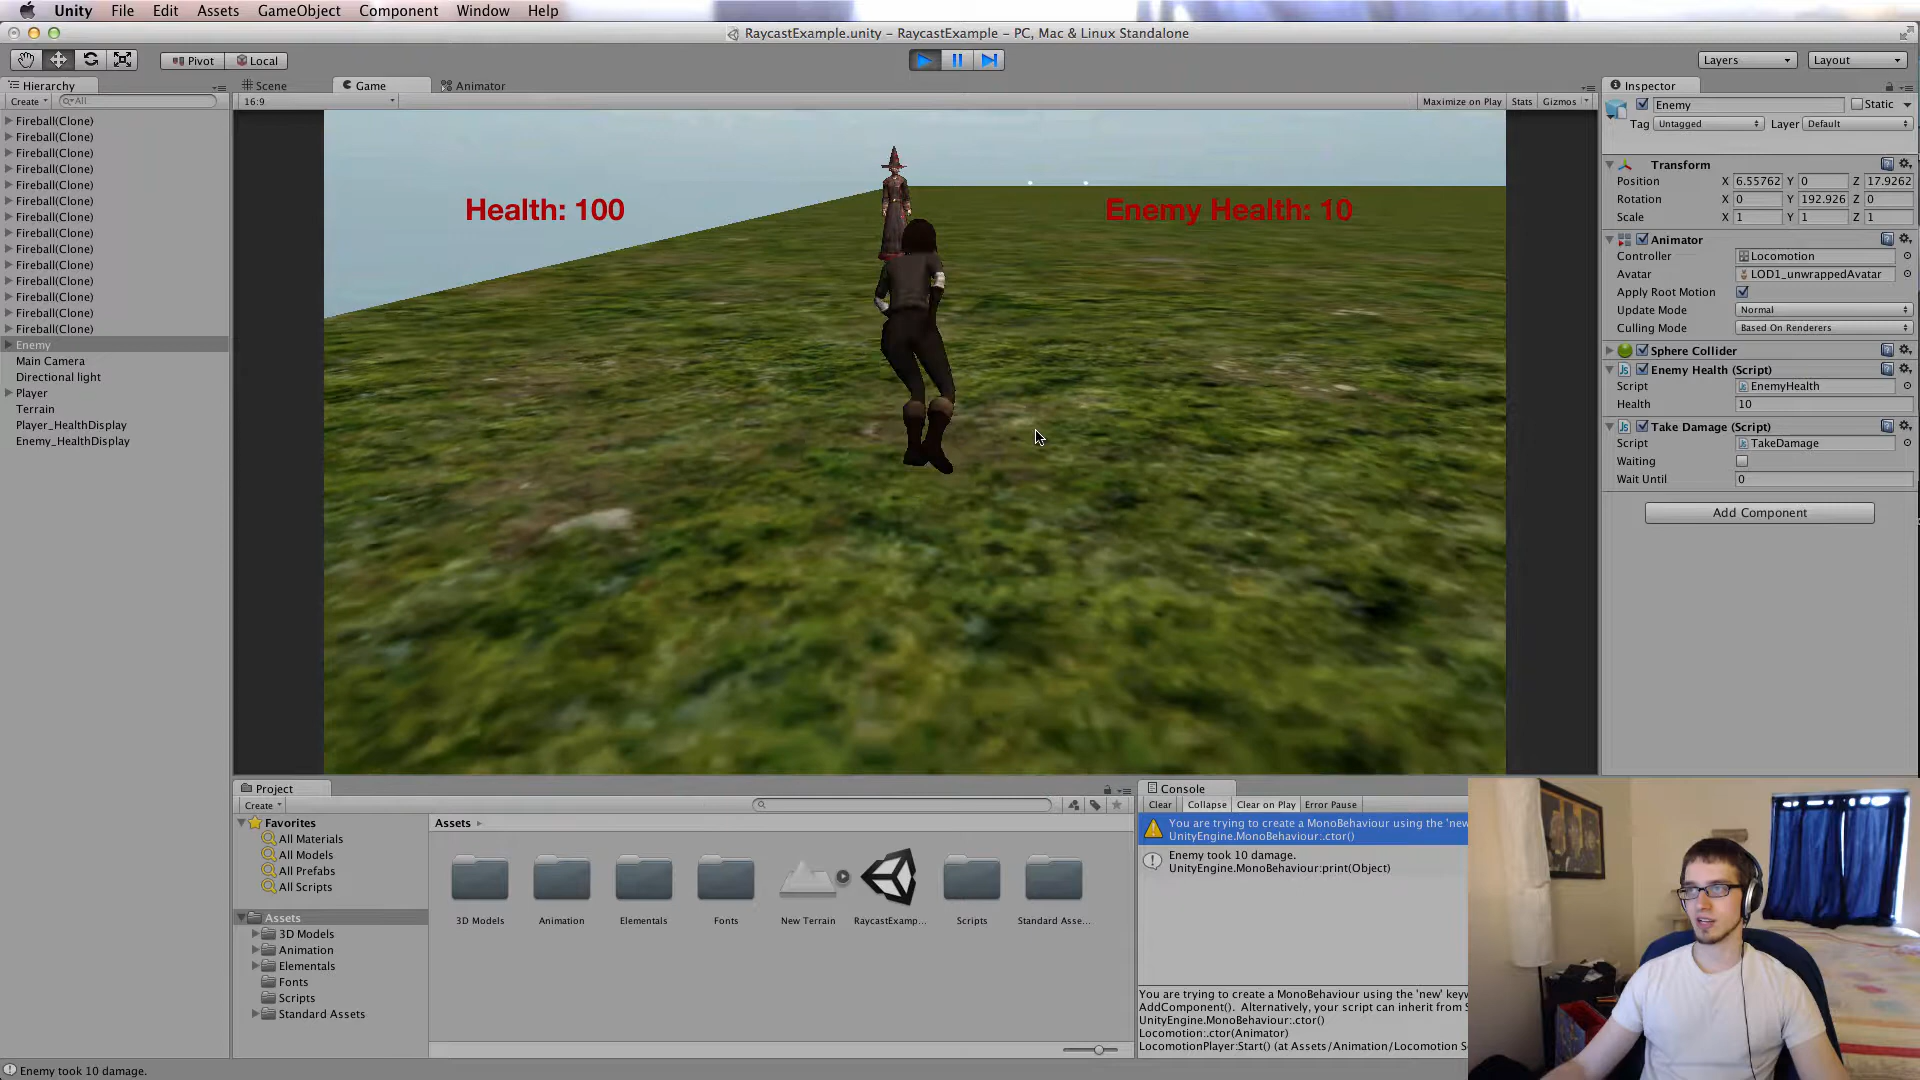 Unity File Edit Assets GameObject Component Window Help
RaycastExample.unity – RaycastExample – PC, Mac & Linux Standalone
Pivot Local Layers Layout
Hierarchy Scene Game Animator Inspector
Create All 16:9 Maximize on Play Stats Gizmos
Fireball(Clone)
Fireball(Clone)
Fireball(Clone)
Fireball(Clone)
Fireball(Clone)
Fireball(Clone)
Fireball(Clone)
Fireball(Clone)
Fireball(Clone)
Fireball(Clone)
Fireball(Clone)
Fireball(Clone)
Fireball(Clone)
Fireball(Clone)
Enemy
Main Camera
Directional light
Player
Terrain
Player_HealthDisplay
Enemy_HealthDisplay
Health: 100
Enemy Health: 10
Enemy Static
Tag Untagged Layer Default
Transform
Position X 6.55762 Y 0 Z 17.9262
Rotation X 0 Y 192.926 Z 0
Scale X 1 Y 1 Z 1
Animator
Controller Locomotion
Avatar LOD1_unwrappedAvatar
Apply Root Motion
Update Mode Normal
Culling Mode Based On Renderers
Sphere Collider
Enemy Health (Script)
Script EnemyHealth
Health 10
Take Damage (Script)
Script TakeDamage
Waiting
Wait Until 0
Add Component
Project
Create
Favorites
All Materials
All Models
All Prefabs
All Scripts
Assets
3D Models
Animation
Elementals
Fonts
Scripts
Standard Assets
Assets
3D Models Animation Elementals Fonts New Terrain RaycastExamp... Scripts Standard Asse...
Console
Clear Collapse Clear on Play Error Pause
You are trying to create a MonoBehaviour using the 'new'
UnityEngine.MonoBehaviour:.ctor()
Enemy took 10 damage.
UnityEngine.MonoBehaviour:print(Object)
You are trying to create a MonoBehaviour using the 'new' keyw
AddComponent(). Alternatively, your script can inherit from S
UnityEngine.MonoBehaviour:.ctor()
Locomotion:.ctor(Animator)
LocomotionPlayer:Start() (at Assets/Animation/Locomotion S
Enemy took 10 damage.